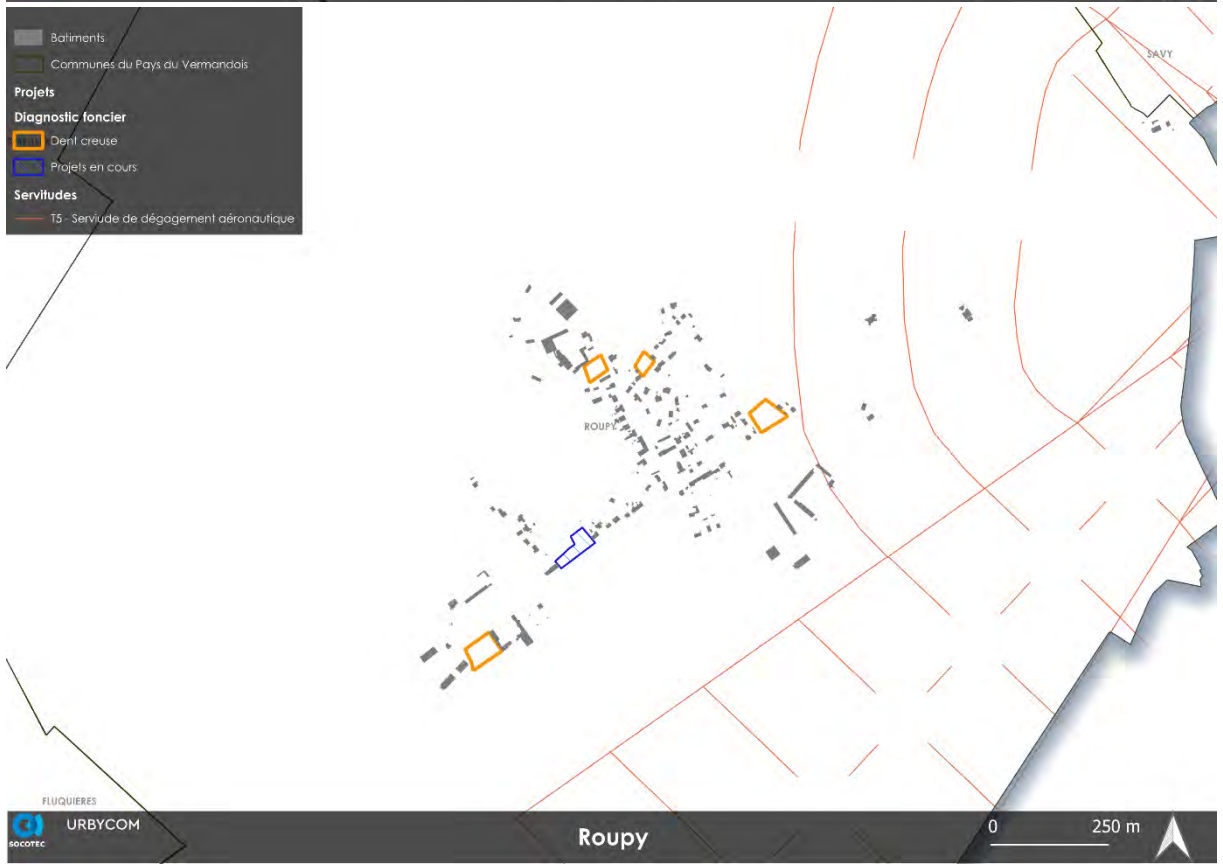 Batiments
Communes du Pays du Vermandois
Projets
Diagnostic foncier
Dent creuse
Projets en cours
Servitudes
T5 - Serviude de dégagement aéronautique
SAVY
ROUPY
FLUQUIERES
SOCOTEC
URBYCOM
Roupy
0 250 m